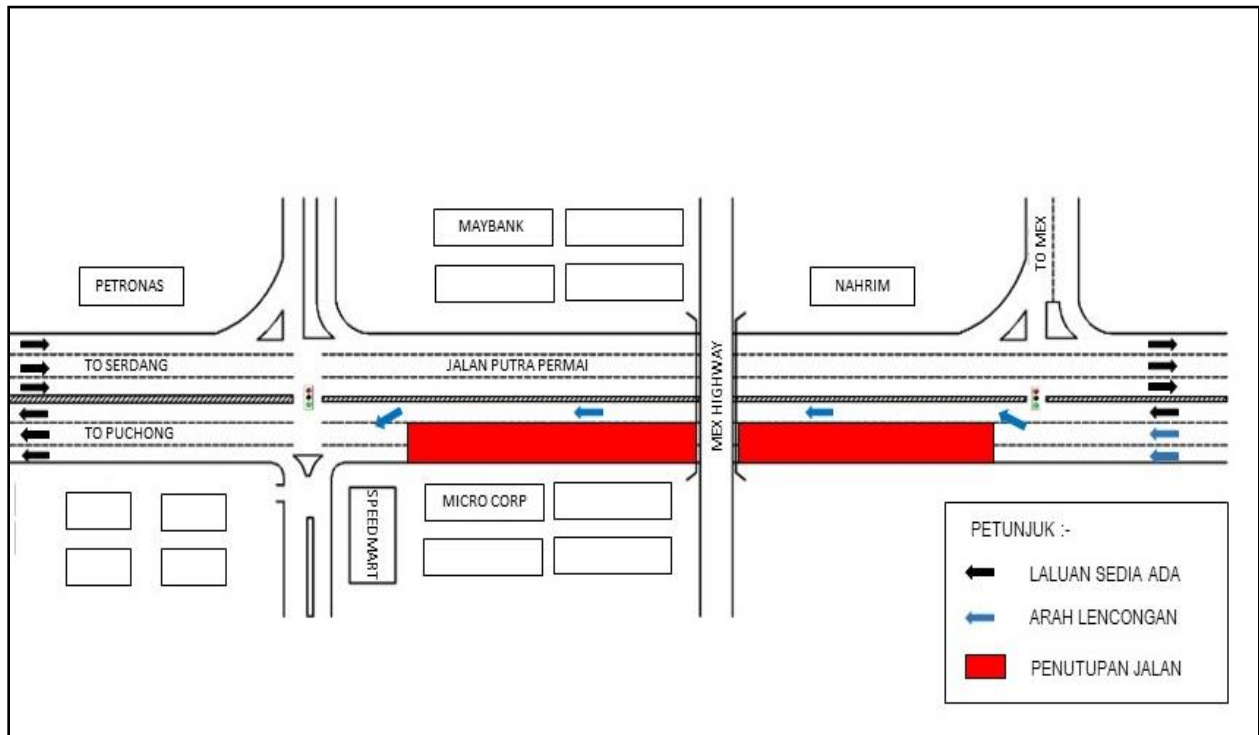 MAYBANK
TO MEX
PETRONAS
NAHRIM
TO SERDANG
JALAN PUTRA PERMAI
MEX HIGHWAY
TO PUCHONG
SPEEDMART
MICRO CORP
PETUNJUK :-
LALUAN SEDIA ADA
ARAH LENCONGAN
PENUTUPAN JALAN